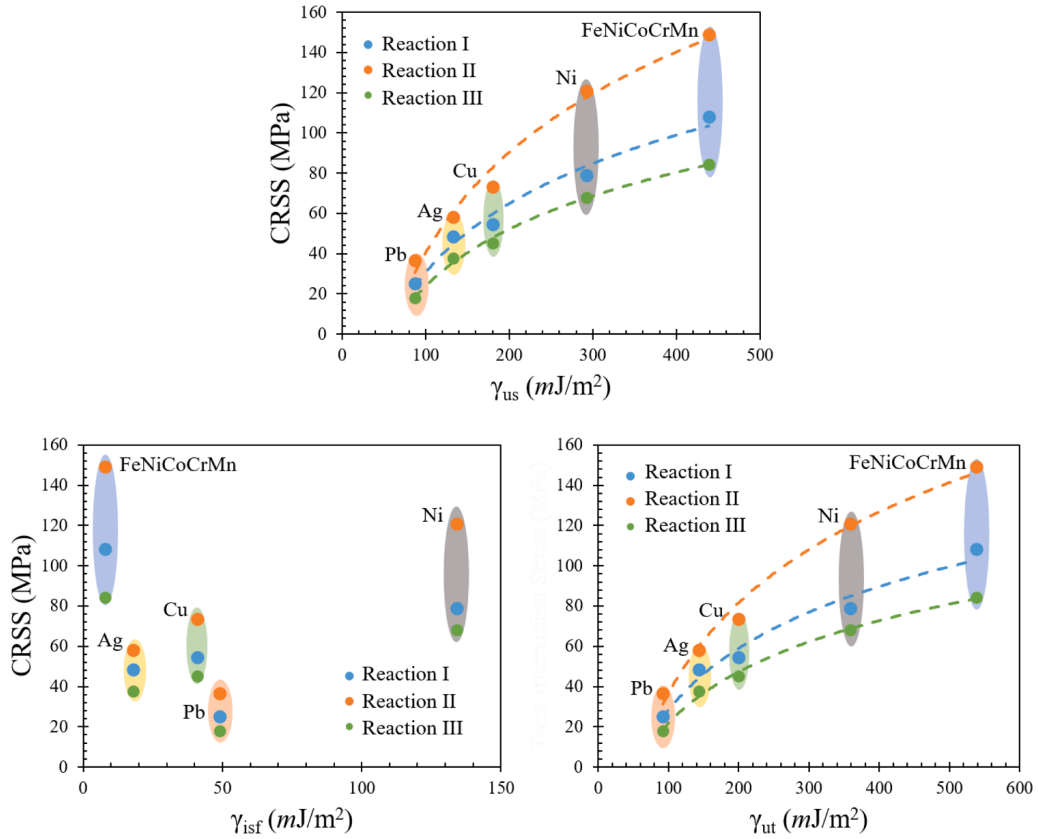 160
140
120
100
80
60
40
20
0
CRSS (MPa)
Reaction I
Reaction II
Reaction III
FeNiCoCrMn
Ni
Cu
Ag
Pb
0 100 200 300 400 500
γus (mJ/m²)
160
140
120
100
80
60
40
20
0
CRSS (MPa)
FeNiCoCrMn
Ni
Cu
Ag
Pb
Reaction I
Reaction II
Reaction III
0 50 100 150
γisf (mJ/m²)
160
140
120
100
80
60
40
20
0
Reaction I
Reaction II
Reaction III
FeNiCoCrMn
Ni
Cu
Ag
Pb
0 100 200 300 400 500 600
γut (mJ/m²)